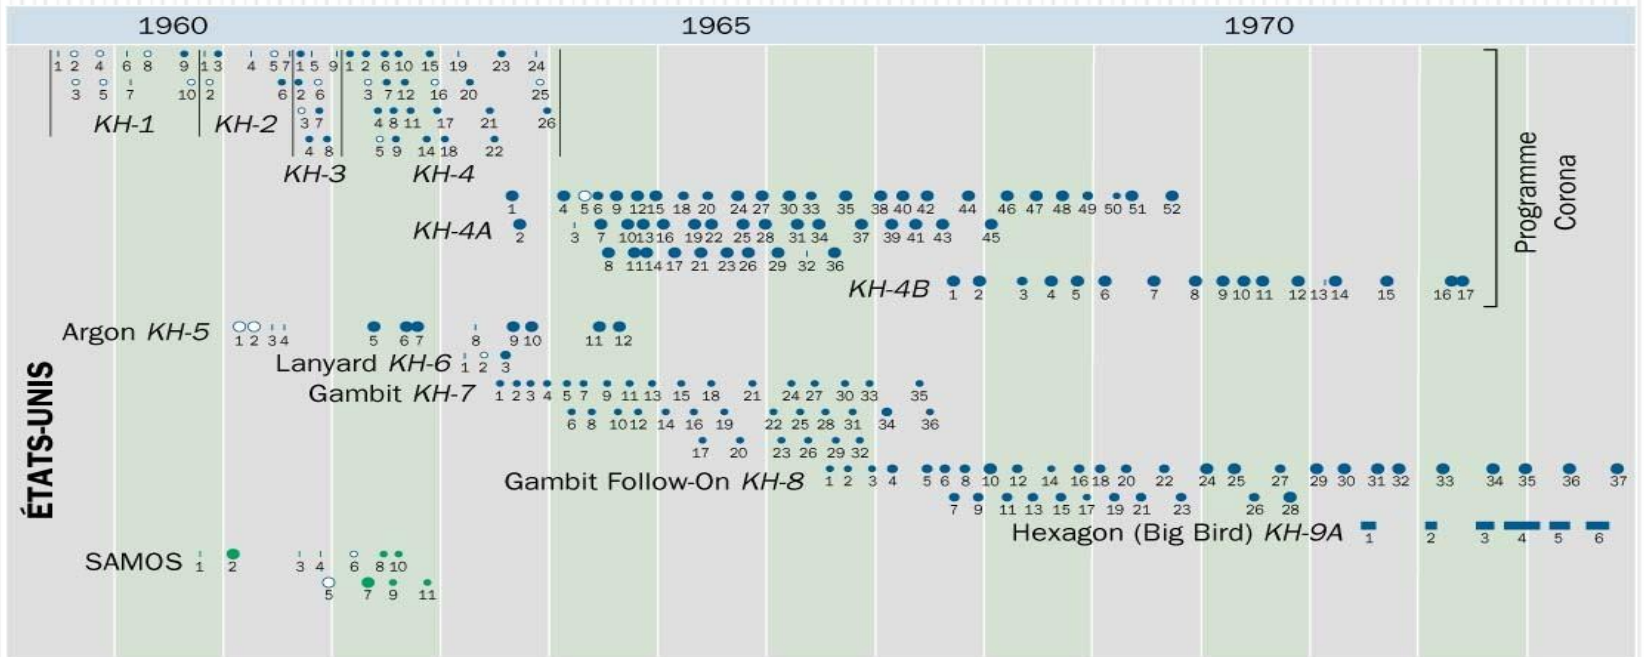 1960 1965 1970
1 2 4 6 8 9 1 3 4 5 7 1 5 9 1 2 6 10 15 19 23 24
3 5 7 10 2 6 2 6 3 7 12 16 20 25
KH-1 KH-2 3 7 4 8 11 17 21 26
4 8 5 9 14 18 22
KH-3 KH-4
1 4 5 6 9 12 15 18 20 24 27 30 33 35 38 40 42 44 46 47 48 49 50 51 52
KH-4A 2 3 7 10 13 16 19 22 25 28 31 34 37 39 41 43 45
8 11 14 17 21 23 26 29 32 36
KH-4B 1 2 3 4 5 6 7 8 9 10 11 12 13 14 15 16 17
Programme
Corona
Argon KH-5 1 2 3 4 5 6 7 8 9 10 11 12
Lanyard KH-6 1 2 3
Gambit KH-7 1 2 3 4 5 7 9 11 13 15 18 21 24 27 30 33 35
6 8 10 12 14 16 19 22 25 28 31 34 36
17 20 23 26 29 32
Gambit Follow-On KH-8 1 2 3 4 5 6 8 10 12 14 16 18 20 22 24 25 27 29 30 31 32 33 34 35 36 37
7 9 11 13 15 17 19 21 23 26 28
Hexagon (Big Bird) KH-9A 1 2 3 4 5 6
SAMOS 1 2 3 4 6 8 10
5 7 9 11
ÉTATS-UNIS